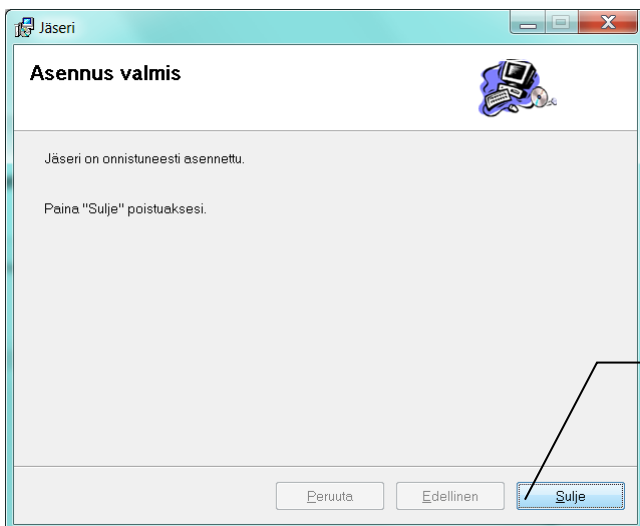 Jäseri
Asennus valmis
Jäseri on onnistuneesti asennettu.
Paina "Sulje" poistuaksesi.
Peruuta
Edellinen
Sulje